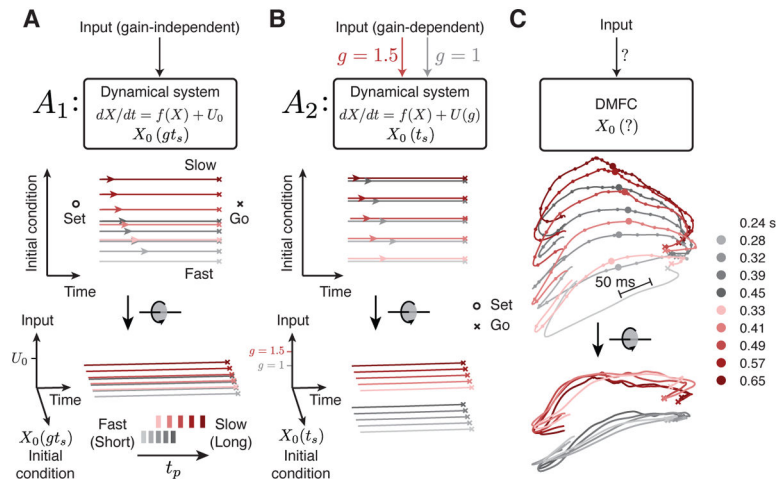 A
Input (gain-independent)
A₁:
Dynamical system
dX/dt = f(X) + U₀
X₀ (gtₛ)
Slow
Initial condition
Set
Go
Fast
Time
Input
U₀
Time
X₀(gtₛ)
Initial
condition
Fast
(Short)
Slow
(Long)
tₚ
B
Input (gain-dependent)
g = 1.5
g = 1
A₂:
Dynamical system
dX/dt = f(X) + U(g)
X₀ (tₛ)
Initial condition
Time
Set
Go
Input
g = 1.5
g = 1
Time
X₀(tₛ)
Initial
condition
C
Input
?
DMFC
X₀ (?)
50 ms
0.24 s
0.28
0.32
0.39
0.45
0.33
0.41
0.49
0.57
0.65